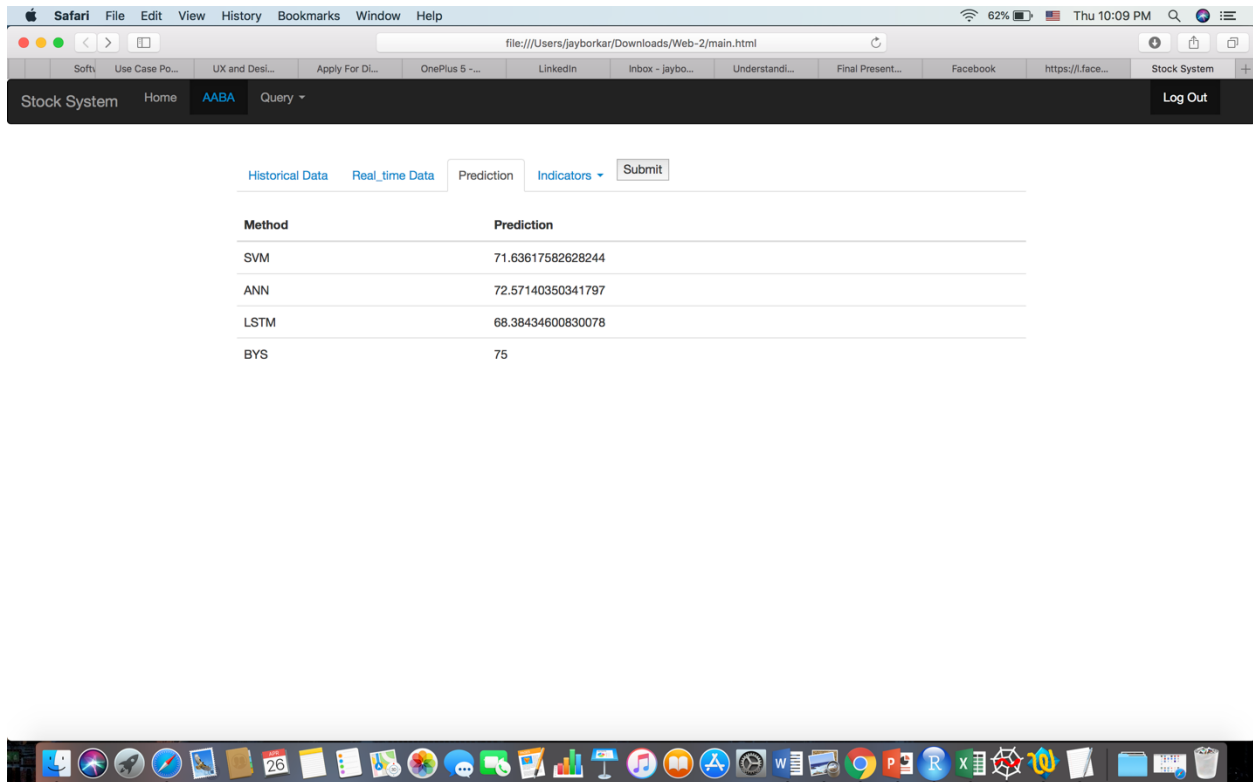 Safari File Edit View History Bookmarks Window Help 62% Thu 10:09 PM
file:///Users/jayborkar/Downloads/Web-2/main.html
Softw Use Case Po... UX and Desi... Apply For Di... OnePlus 5 -... LinkedIn Inbox - jaybo... Understandi... Final Present... Facebook https://l.face... Stock System
Stock System Home AABA Query Log Out
Historical Data Real_time Data Prediction Indicators Submit
Method Prediction
SVM 71.63617582628244
ANN 72.57140350341797
LSTM 68.38434600830078
BYS 75
APR
26